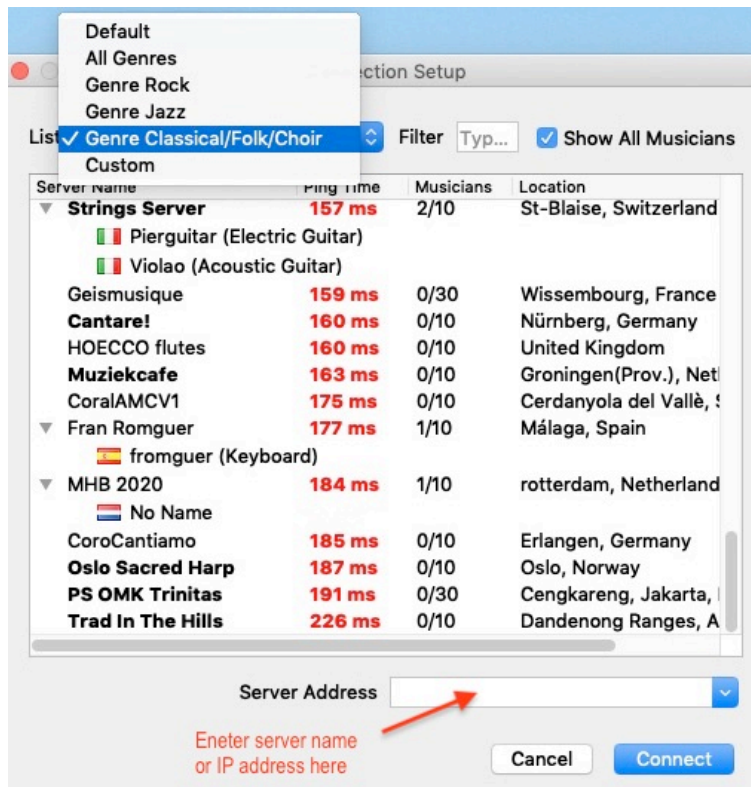 Default
All Genres
Genre Rock
Genre Jazz
✓ Genre Classical/Folk/Choir
Custom
Setup
List
Filter Typ... Show All Musicians
Server Name Ping Time Musicians Location
Strings Server 157 ms 2/10 St-Blaise, Switzerland
Pierguitar (Electric Guitar)
Violao (Acoustic Guitar)
Geismusique 159 ms 0/30 Wissembourg, France
Cantare! 160 ms 0/10 Nürnberg, Germany
HOECCO flutes 160 ms 0/10 United Kingdom
Muziekcafe 163 ms 0/10 Groningen(Prov.), Net
CoralAMCV1 175 ms 0/10 Cerdanyola del Vallè,
Fran Romguer 177 ms 1/10 Málaga, Spain
fromguer (Keyboard)
MHB 2020 184 ms 1/10 rotterdam, Netherland
No Name
CoroCantiamo 185 ms 0/10 Erlangen, Germany
Oslo Sacred Harp 187 ms 0/10 Oslo, Norway
PS OMK Trinitas 191 ms 0/30 Cengkareng, Jakarta,
Trad In The Hills 226 ms 0/10 Dandenong Ranges, A
Server Address
Eneter server name
or IP address here
Cancel Connect